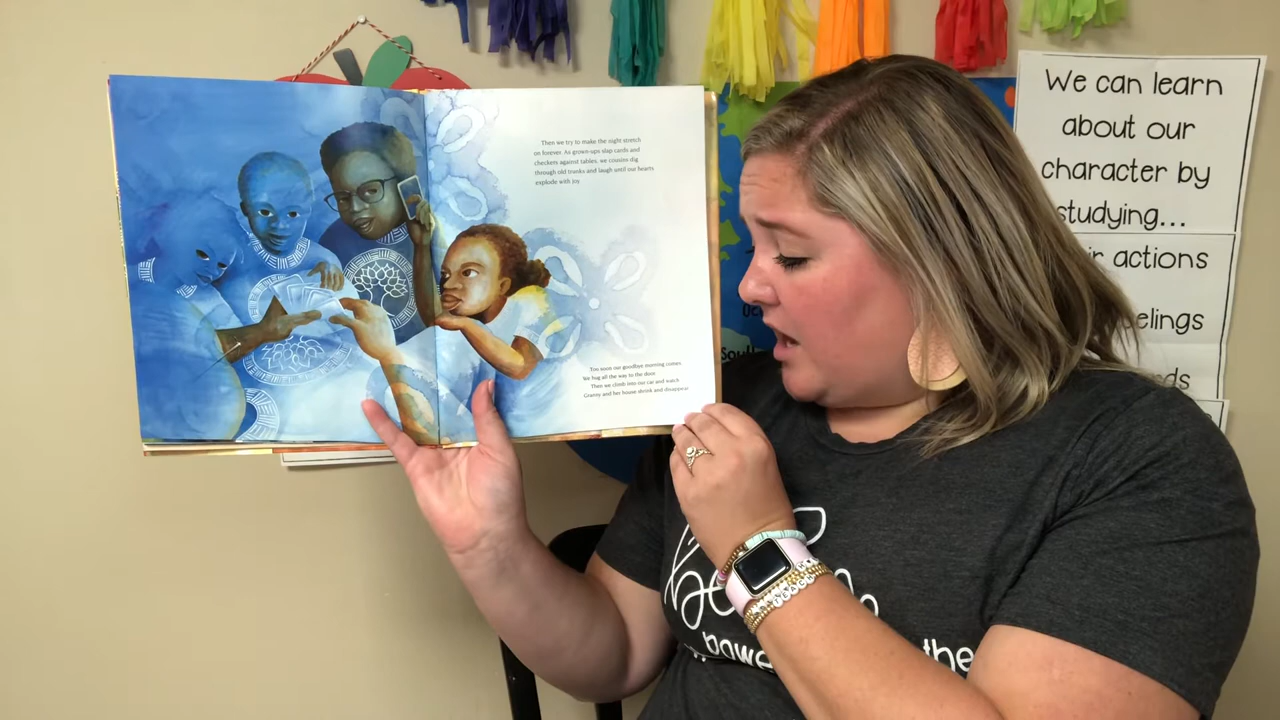 Then we try to make the night stretch
on forever. As grown-ups slap cards and
checkers against tables, we cousins dig
through old trunks and laugh until our hearts
explode with joy
Too soon our goodbye morning comes
We hug all the way to the door
Then we climb into our car and watch
Granny and her house shrink and disappear
We can learn
about our
character by
studying...
actions
the
TEACH